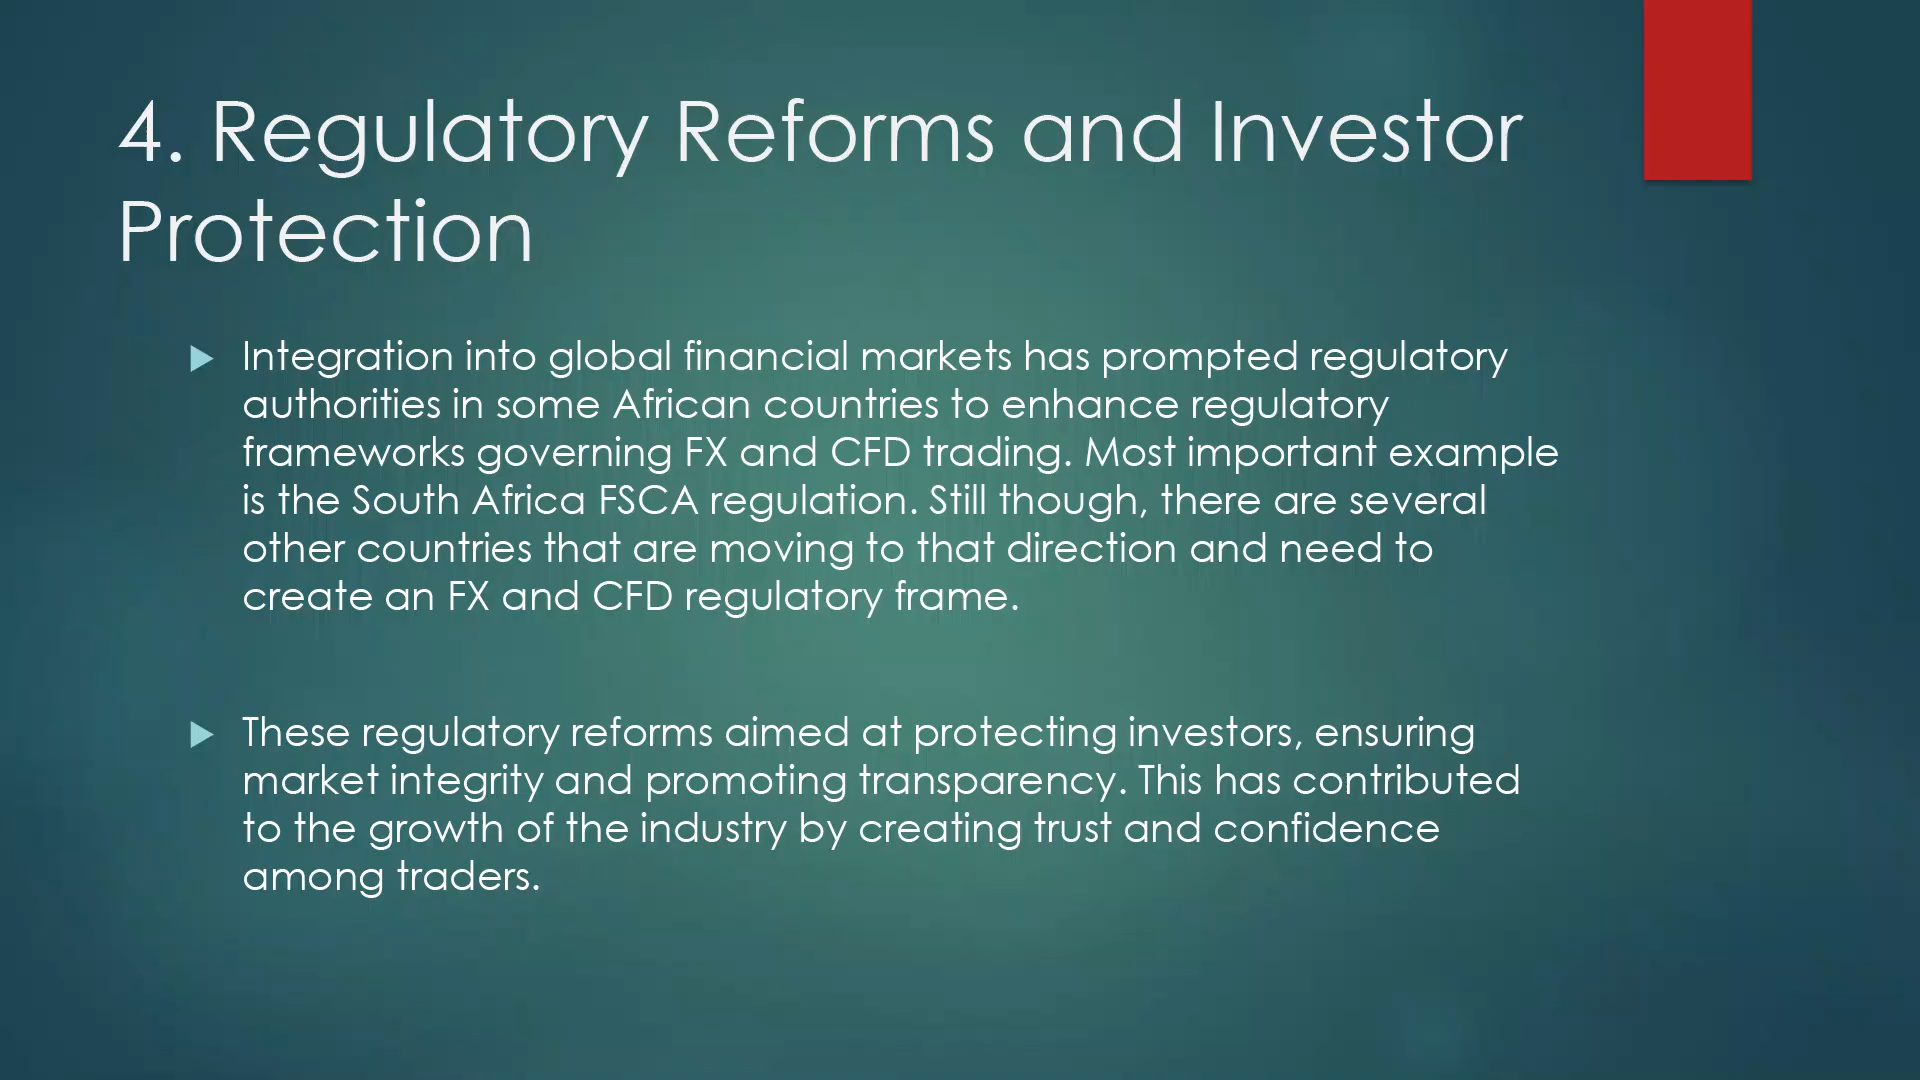 4. Regulatory Reforms and Investor
Protection
Integration into global financial markets has prompted regulatory
authorities in some African countries to enhance regulatory
frameworks governing FX and CFD trading. Most important example
is the South Africa FSCA regulation. Still though, there are several
other countries that are moving to that direction and need to
create an FX and CFD regulatory frame.
These regulatory reforms aimed at protecting investors, ensuring
market integrity and promoting transparency. This has contributed
to the growth of the industry by creating trust and confidence
among traders.